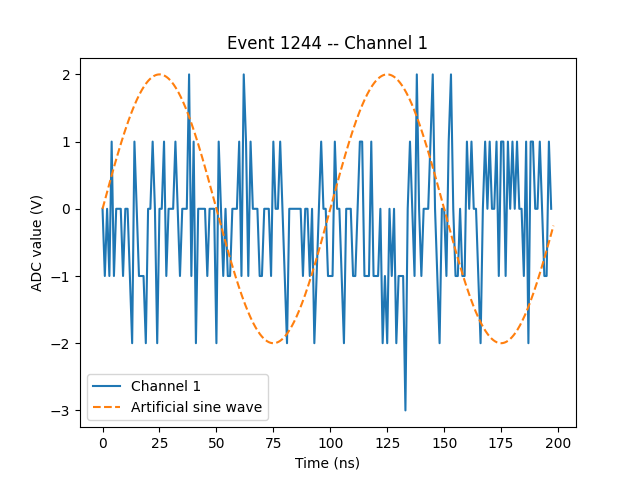 Event 1244 -- Channel 1
ADC value (V)
2
1
0
−1
−2
−3
Channel 1
Artificial sine wave
0 25 50 75 100 125 150 175 200
Time (ns)